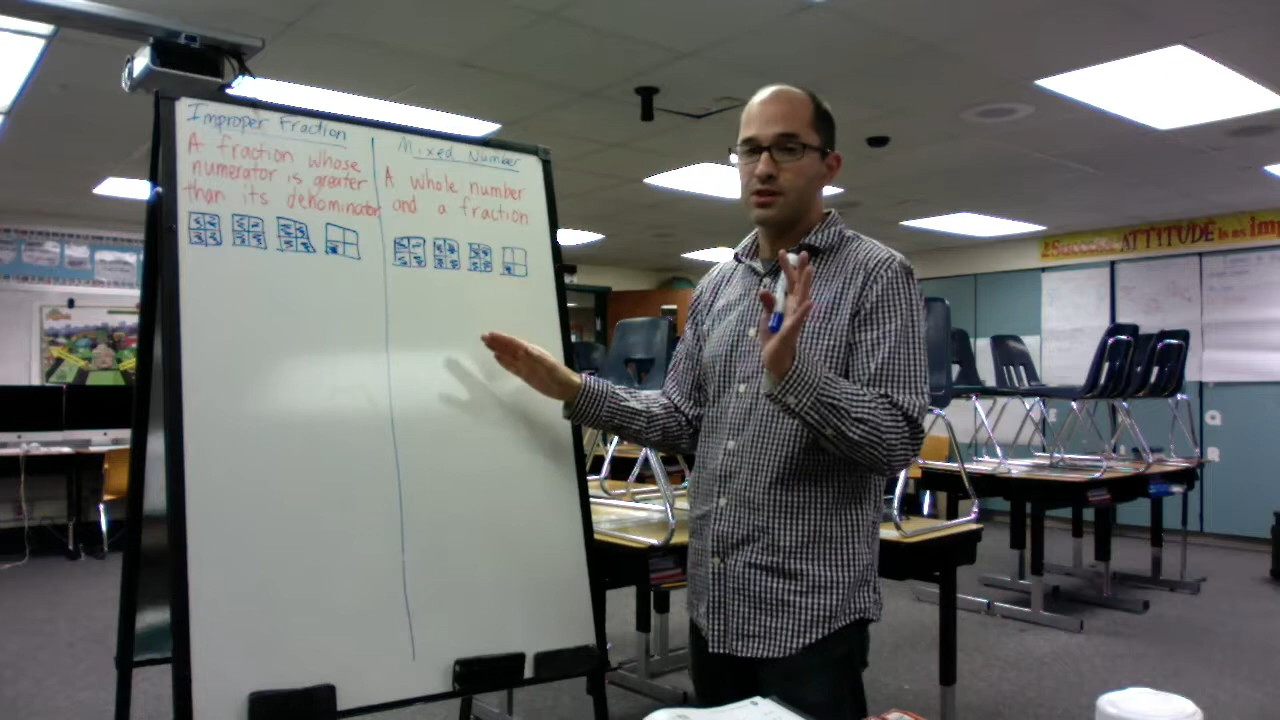 Improper Fraction
A fraction whose
numerator is greater
than its denominator
Mixed Number
A whole number
and a fraction
Success
ATTITUDE
is as